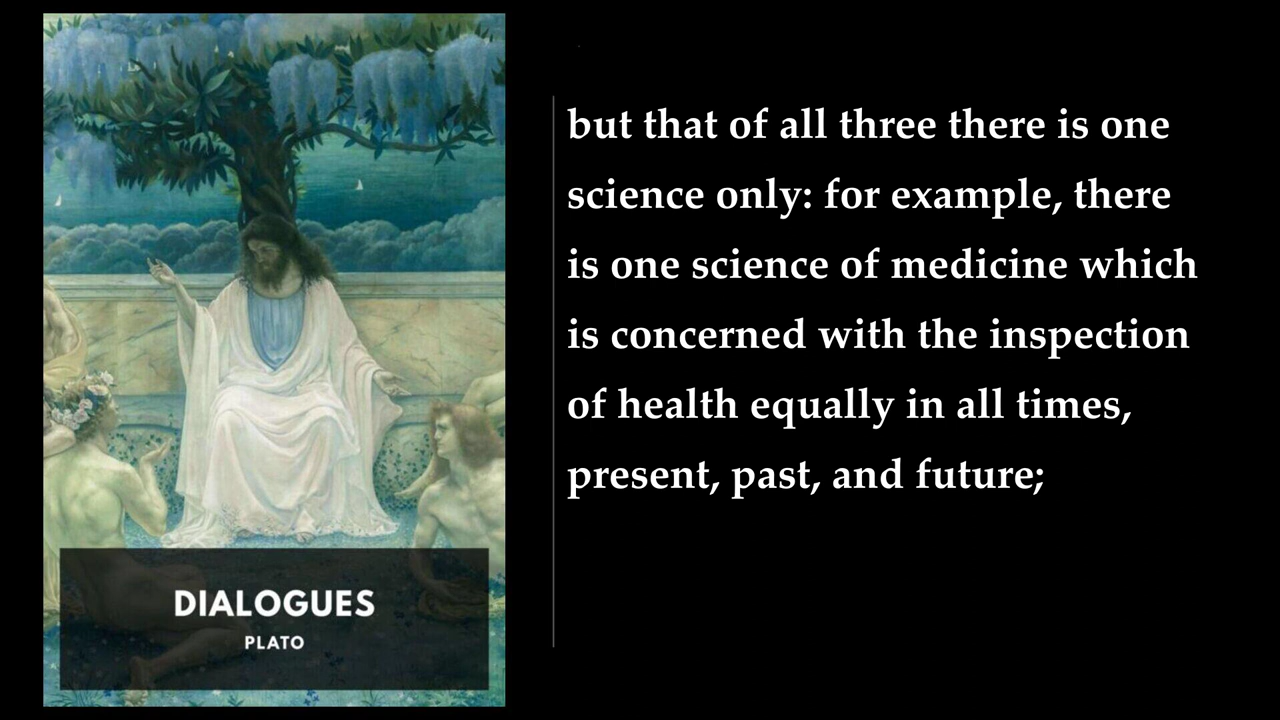 but that of all three there is one
science only: for example, there
is one science of medicine which
is concerned with the inspection
of health equally in all times,
present, past, and future;
DIALOGUES
PLATO